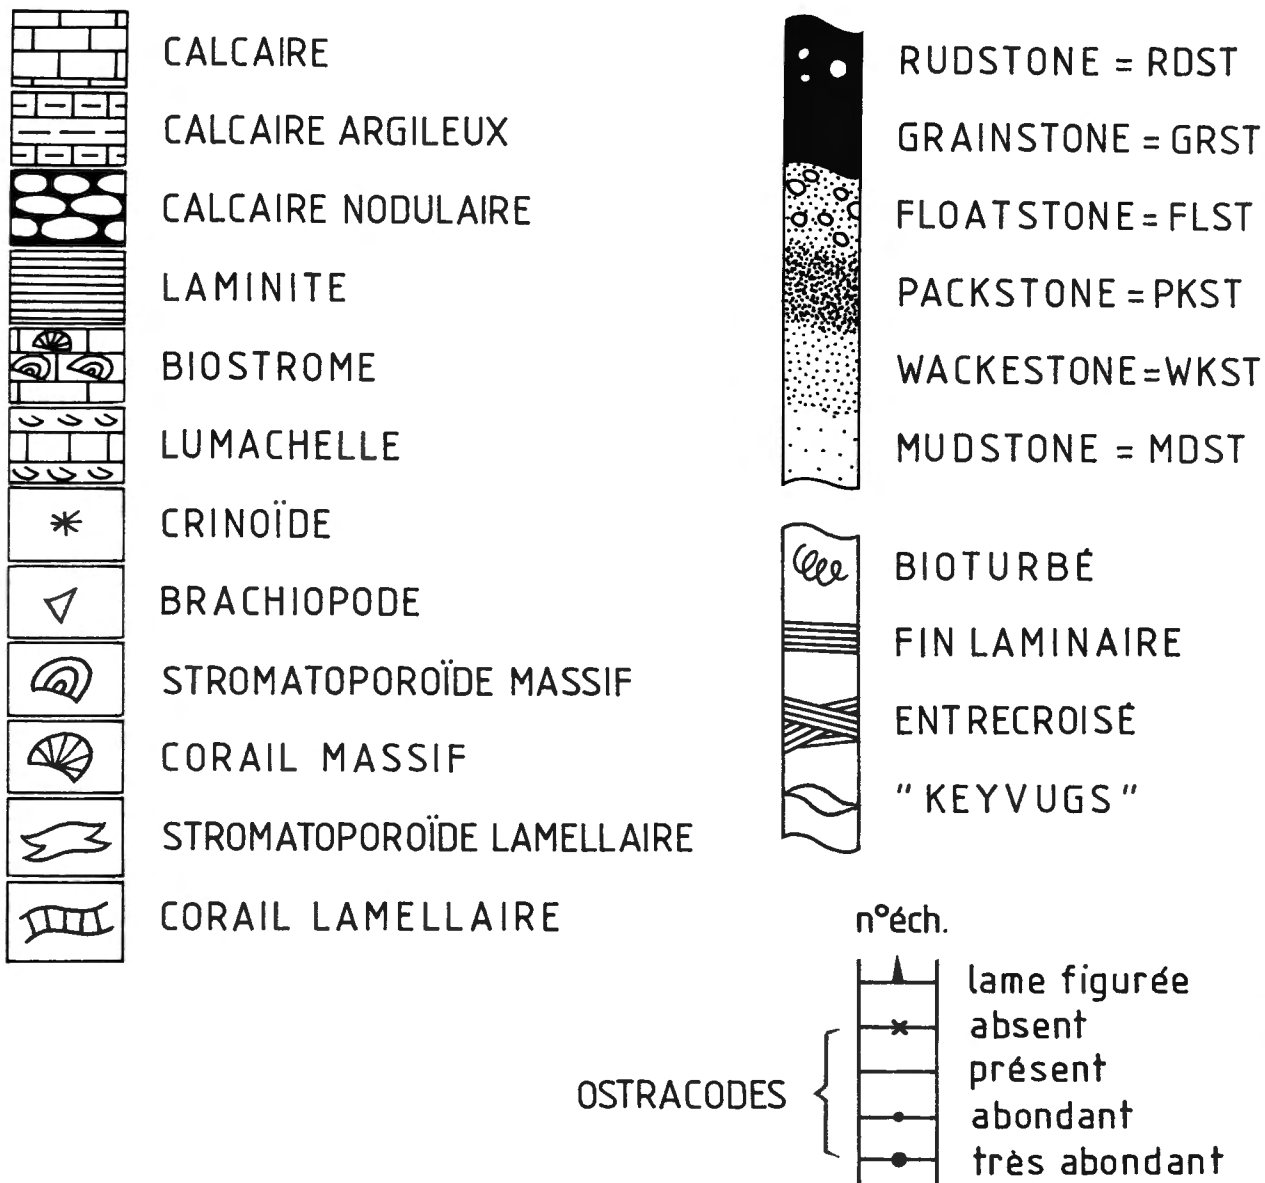 CALCAIRE
CALCAIRE ARGILEUX
CALCAIRE NODULAIRE
LAMINITE
BIOSTROME
LUMACHELLE
CRINOÏDE
BRACHIOPODE
STROMATOPOROÏDE MASSIF
CORAIL MASSIF
STROMATOPOROÏDE LAMELLAIRE
CORAIL LAMELLAIRE
RUDSTONE = RDST
GRAINSTONE = GRST
FLOATSTONE = FLST
PACKSTONE = PKST
WACKESTONE = WKST
MUDSTONE = MDST
BIOTURBÉ
FIN LAMINAIRE
ENTRECROISÉ
"KEYVUGS"
n°éch.
lame figurée
absent
présent
OSTRACODES
abondant
très abondant